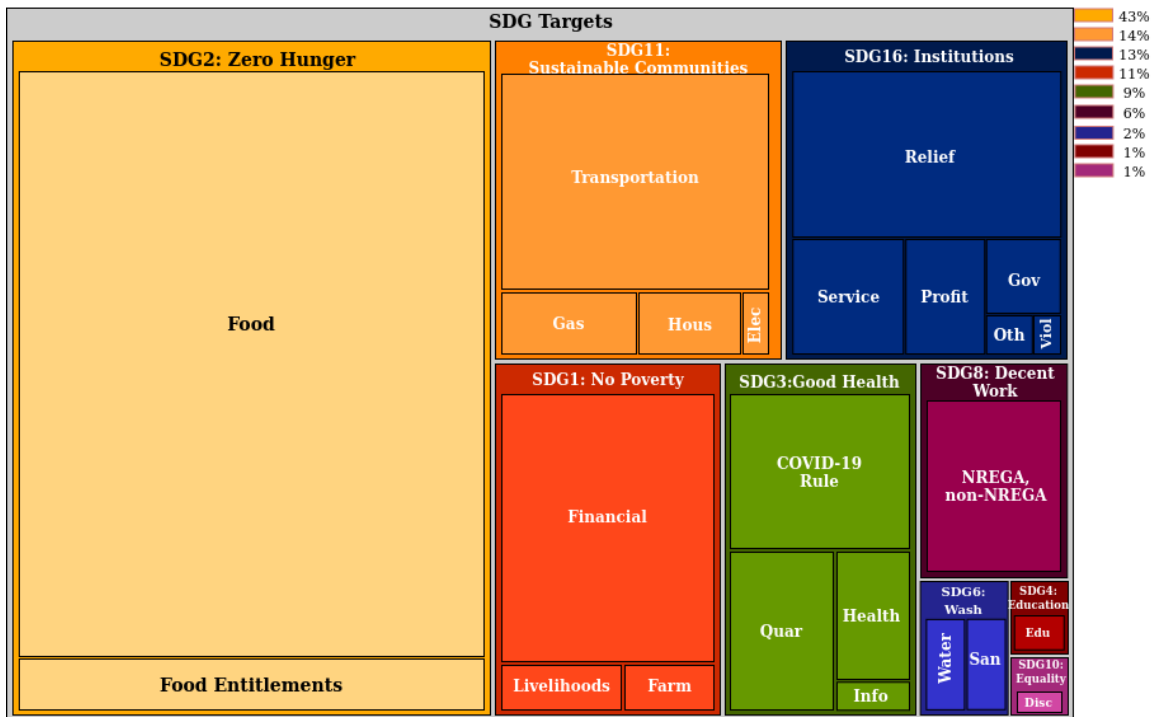 SDG Targets
SDG2: Zero Hunger
Food
Food Entitlements
SDG11:
Sustainable Communities
Transportation
Gas
Hous
Elec
SDG16: Institutions
Relief
Service
Profit
Gov
Oth
Viol
SDG1: No Poverty
Financial
Livelihoods
Farm
SDG3:Good Health
COVID-19
Rule
Quar
Health
Info
SDG8: Decent
Work
NREGA,
non-NREGA
SDG6:
Wash
Water
San
SDG4:
Education
Edu
SDG10:
Equality
Disc
43%
14%
13%
11%
9%
6%
2%
1%
1%